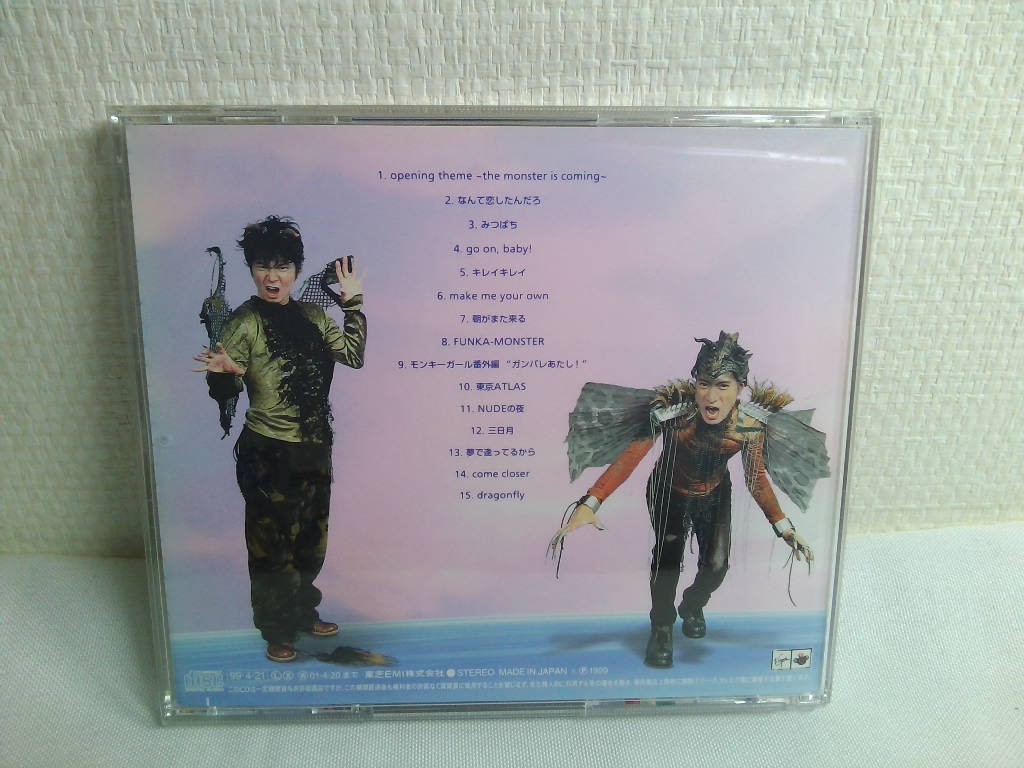 1. opening theme ~the monster is coming~
2. なんて恋したんだろ
3. みつばち
4. go on, baby!
5. キレイキレイ
6. make me your own
7. 朝がまた来る
8. FUNKA-MONSTER
9. モンキーガール番外編 “ガンバレあたし！”
10. 東京ATLAS
11. NUDEの夜
12. 三日月
13. 夢で逢ってるから
14. come closer
15. dragonfly
99·4·21 Ⓛ Ⓧ 01·4·20まで 東芝EMI株式会社 ● STEREO MADE IN JAPAN Ⓟ 1999